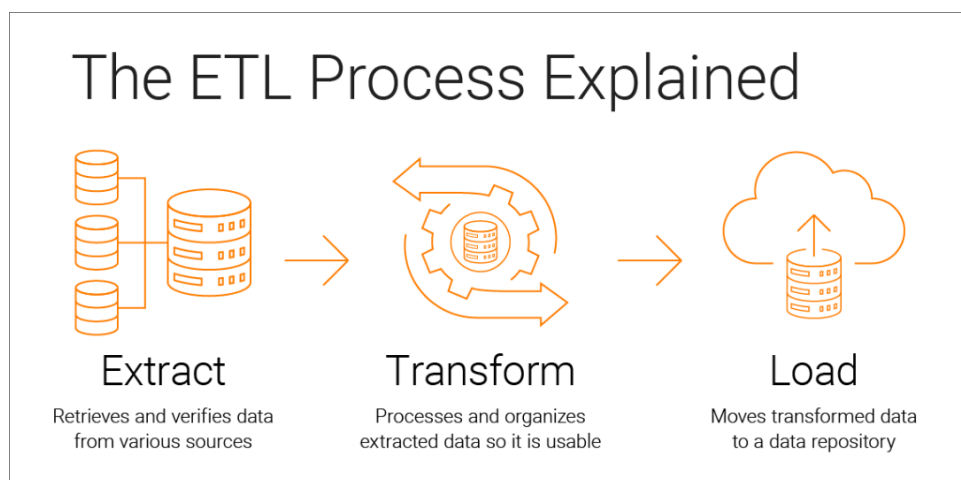 The ETL Process Explained
Extract
Retrieves and verifies data
from various sources
Transform
Processes and organizes
extracted data so it is usable
Load
Moves transformed data
to a data repository